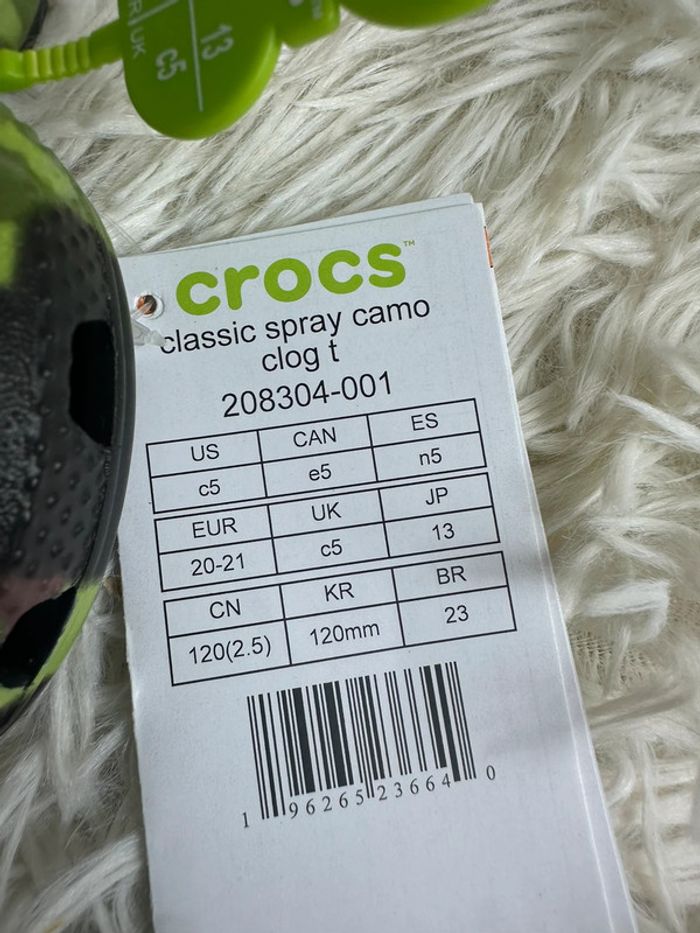 R|UK
13
c5
crocs™
classic spray camo
clog t
208304-001
US CAN ES
c5 e5 n5
EUR UK JP
20-21 c5 13
CN KR BR
120(2.5) 120mm 23
1 96265 23664 0